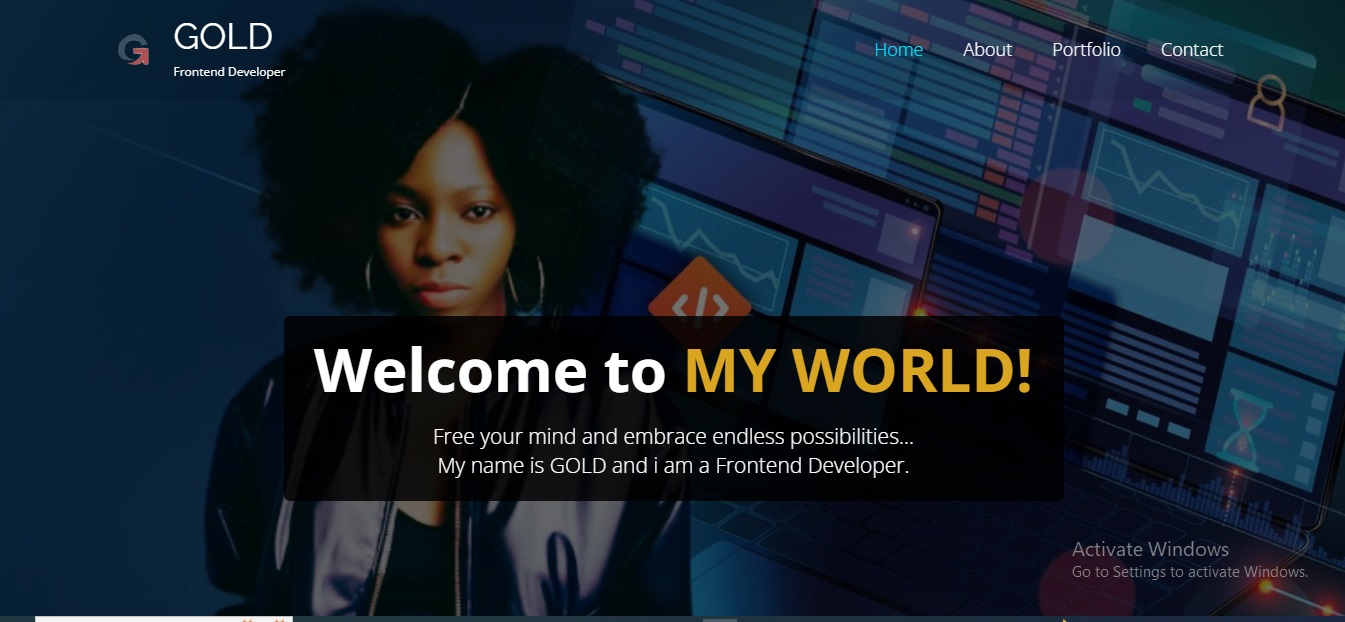 GOLD
Frontend Developer
Home About Portfolio Contact
</>
Welcome to MY WORLD!
Free your mind and embrace endless possibilities...
My name is GOLD and i am a Frontend Developer.
Activate Windows
Go to Settings to activate Windows.